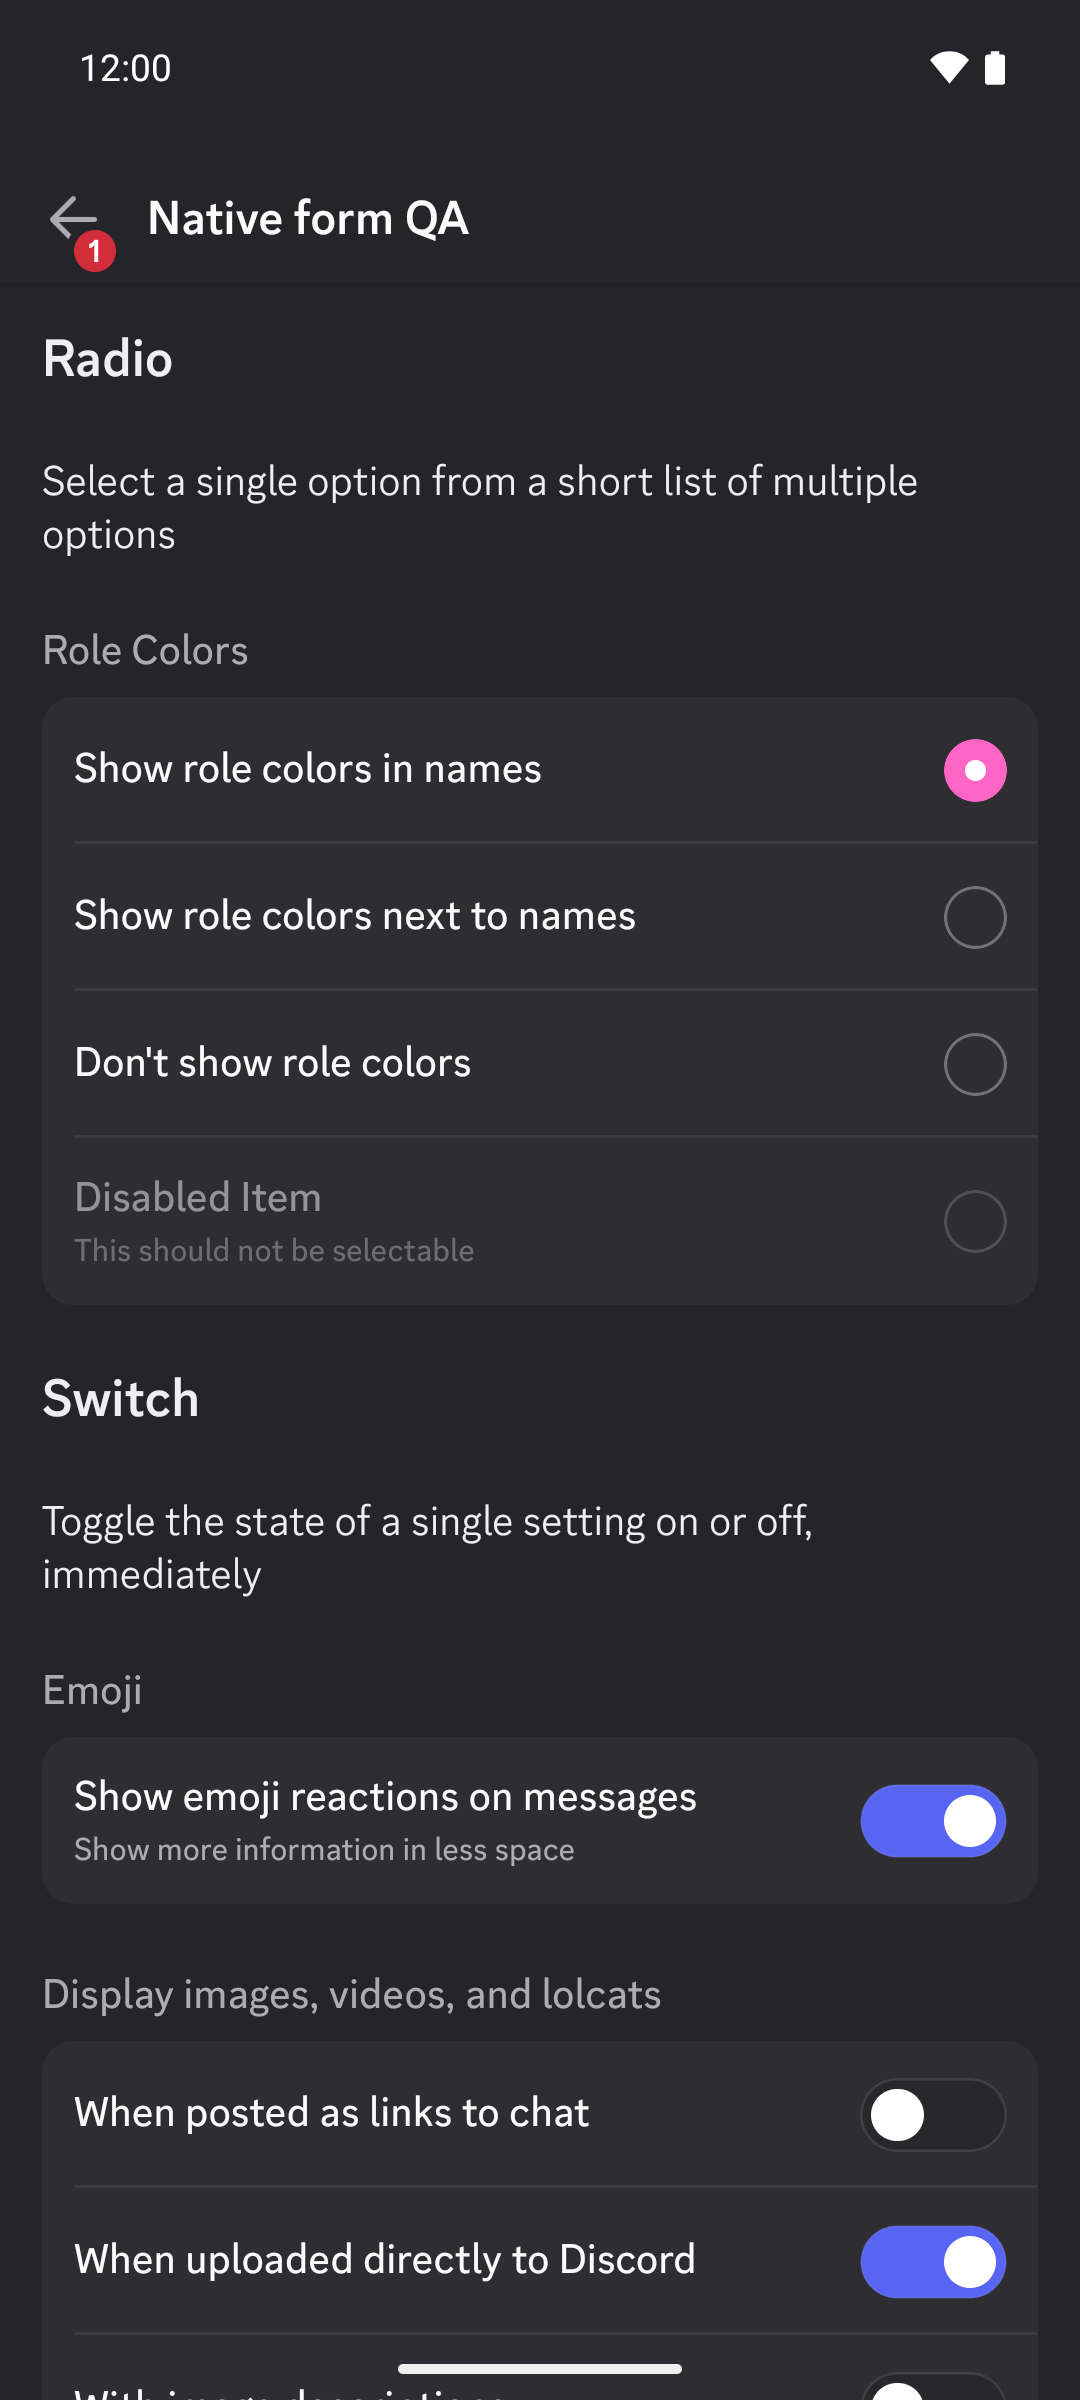 12:00
1
Native form QA
Radio
Select a single option from a short list of multiple
options
Role Colors
Show role colors in names
Show role colors next to names
Don't show role colors
Disabled Item
This should not be selectable
Switch
Toggle the state of a single setting on or off,
immediately
Emoji
Show emoji reactions on messages
Show more information in less space
Display images, videos, and lolcats
When posted as links to chat
When uploaded directly to Discord
With image descriptions